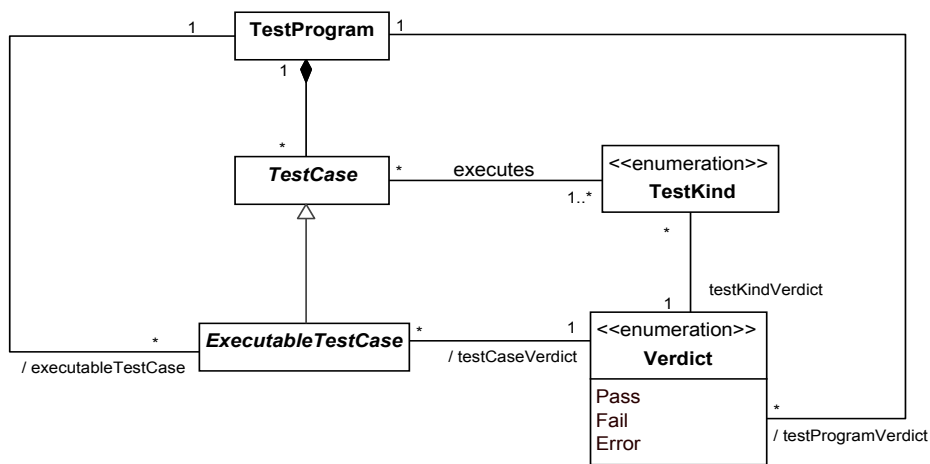 TestProgram
1
1
1
*
TestCase
*
executes
1..*
<<enumeration>>
TestKind
*
testKindVerdict
1
ExecutableTestCase
*
/ executableTestCase
*
/ testCaseVerdict
1
<<enumeration>>
Verdict
Pass
Fail
Error
*
/ testProgramVerdict